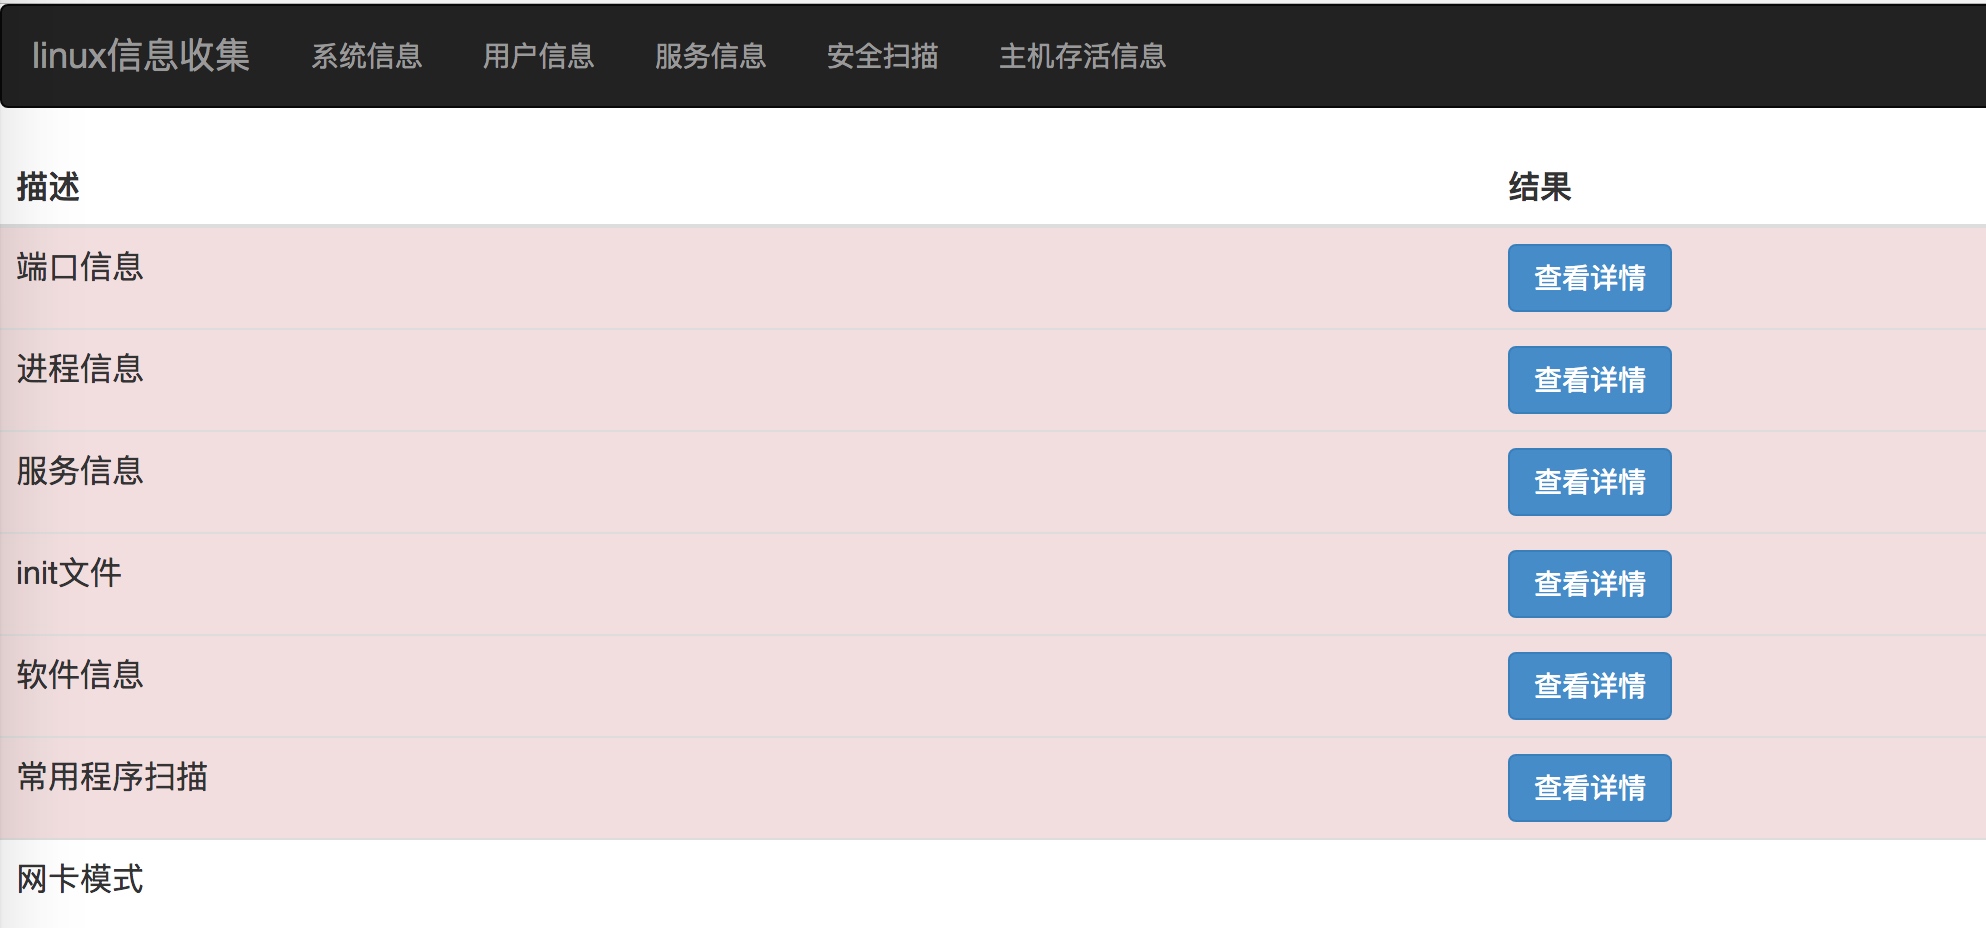 linux信息收集 系统信息 用户信息 服务信息 安全扫描 主机存活信息
描述 结果
端口信息 查看详情
进程信息 查看详情
服务信息 查看详情
init文件 查看详情
软件信息 查看详情
常用程序扫描 查看详情
网卡模式